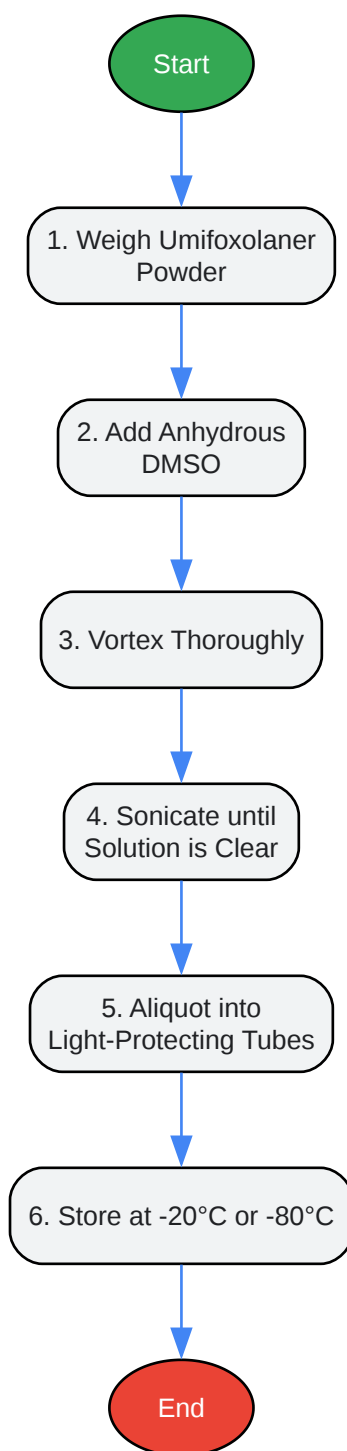 Start
1. Weigh Umifoxolaner
Powder
2. Add Anhydrous
DMSO
3. Vortex Thoroughly
4. Sonicate until
Solution is Clear
5. Aliquot into
Light-Protecting Tubes
6. Store at -20°C or -80°C
End